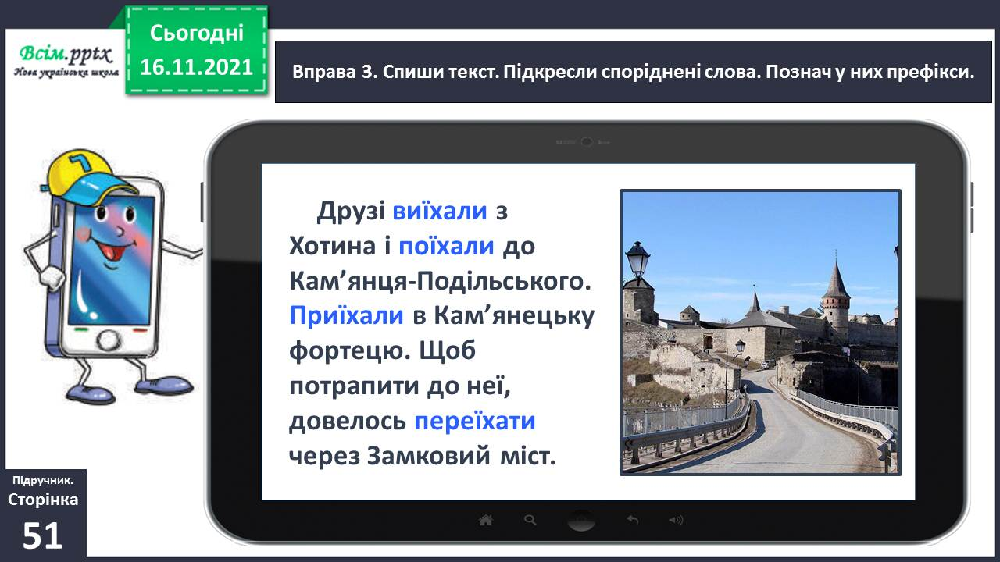 Всім.pptx
Нова українська школа
Сьогодні
16.11.2021
Вправа 3. Спиши текст. Підкресли споріднені слова. Познач у них префікси.
Друзі виїхали з
Хотина і поїхали до
Кам’янця-Подільського.
Приїхали в Кам’янецьку
фортецю. Щоб
потрапити до неї,
довелось переїхати
через Замковий міст.
Підручник.
Сторінка
51